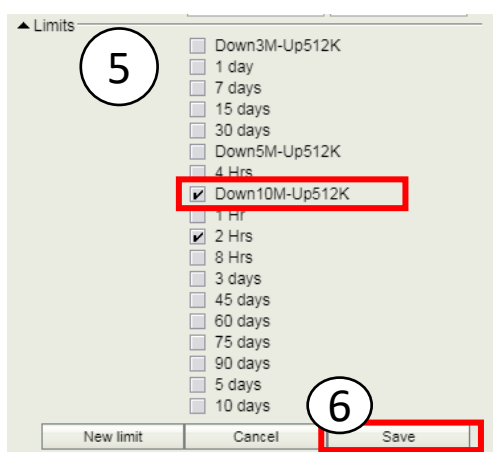 Limits
5
Down3M-Up512K
1 day
7 days
15 days
30 days
Down5M-Up512K
4 Hrs
Down10M-Up512K
1 Hr
2 Hrs
8 Hrs
3 days
45 days
60 days
75 days
90 days
5 days
10 days
6
New limit Cancel Save